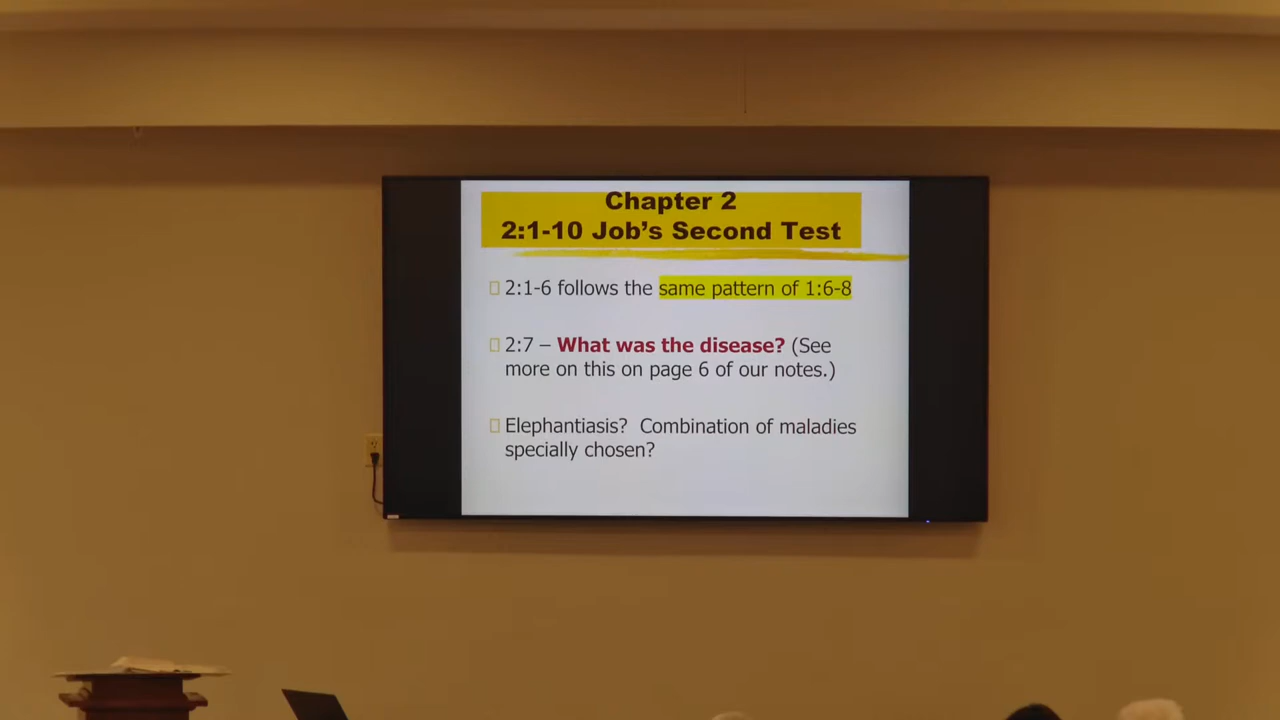 Chapter 2
2:1-10 Job's Second Test
2:1-6 follows the same pattern of 1:6-8
2:7 – What was the disease? (See
more on this on page 6 of our notes.)
Elephantiasis?  Combination of maladies
specially chosen?